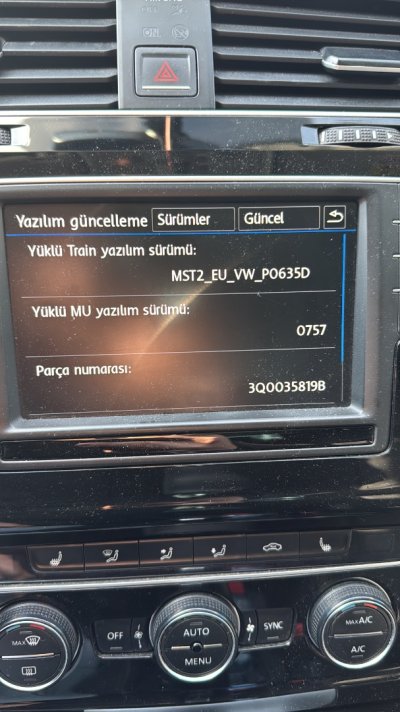 Yazılım güncelleme Sürümler Güncel
Yüklü Train yazılım sürümü:
MST2_EU_VW_P0635D
Yüklü MU yazılım sürümü:
0757
Parça numarası:
3Q0035819B
OFF AUTO SYNC
MENU
MAX
MAX A/C
A/C